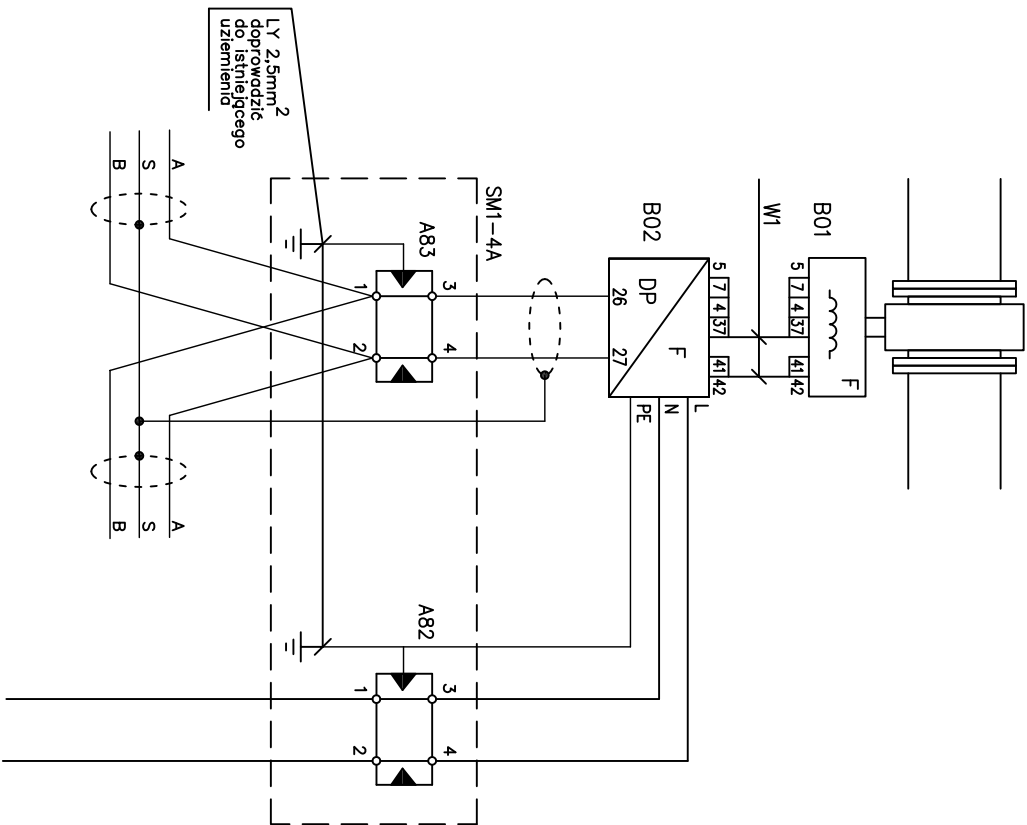 LY 2,5mm²
doprowadzić
do istniejącego
uziemienia
B01
F
5
7
4
37
41
42
W1
B02
5
7
4
37
41
42
DP
F
26
27
L
N
PE
SM1-4A
A83
3
4
1
2
A82
3
4
1
2
A
S
B
A
S
B